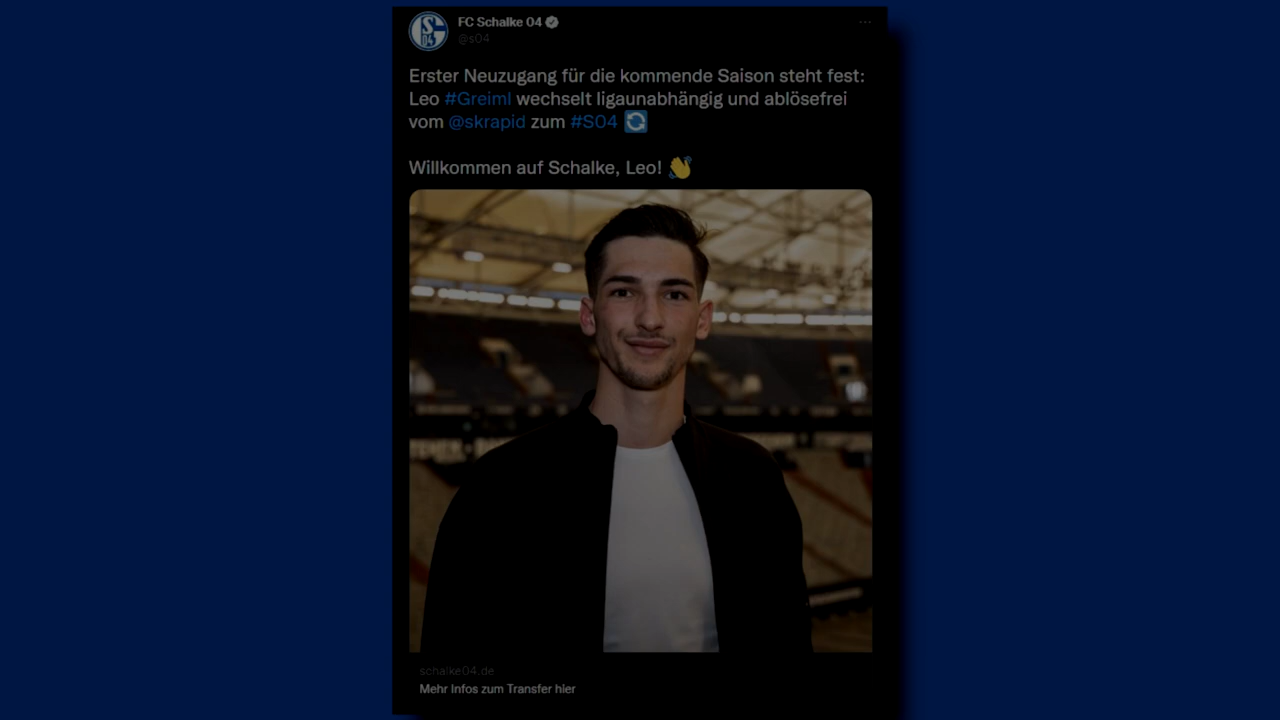 FC Schalke 04
@s04
Erster Neuzugang für die kommende Saison steht fest:
Leo #Greiml wechselt ligaunabhängig und ablösefrei
vom @skrapid zum #S04
Willkommen auf Schalke, Leo!
schalke04.de
Mehr Infos zum Transfer hier